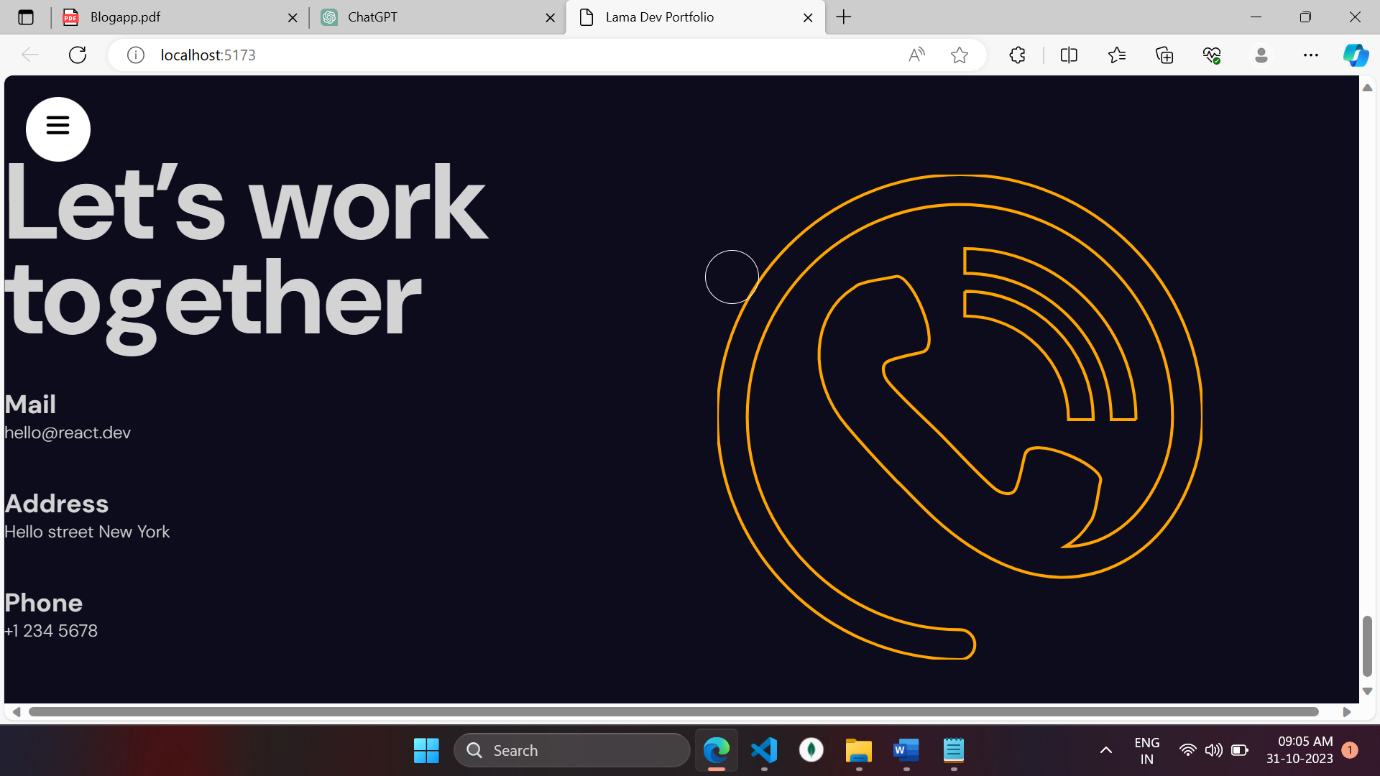 Blogapp.pdf
ChatGPT
Lama Dev Portfolio
localhost:5173
Let’s work
together
Mail
hello@react.dev
Address
Hello street New York
Phone
+1 234 5678
Search
ENG
IN
09:05 AM
31-10-2023
1